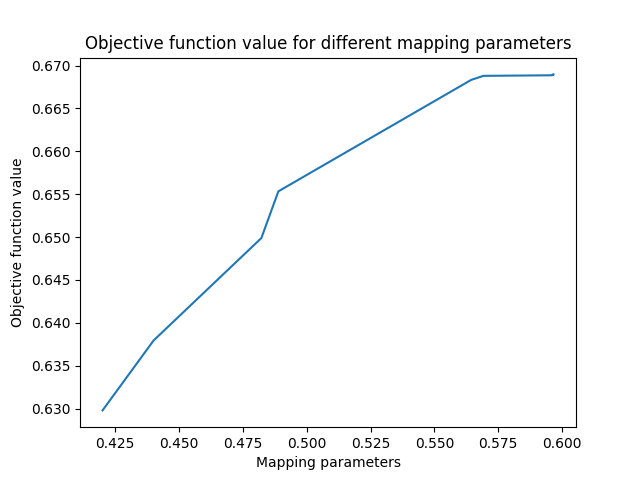 Objective function value for different mapping parameters
0.670
0.665
0.660
0.655
0.650
0.645
0.640
0.635
0.630
Objective function value
0.425 0.450 0.475 0.500 0.525 0.550 0.575 0.600
Mapping parameters